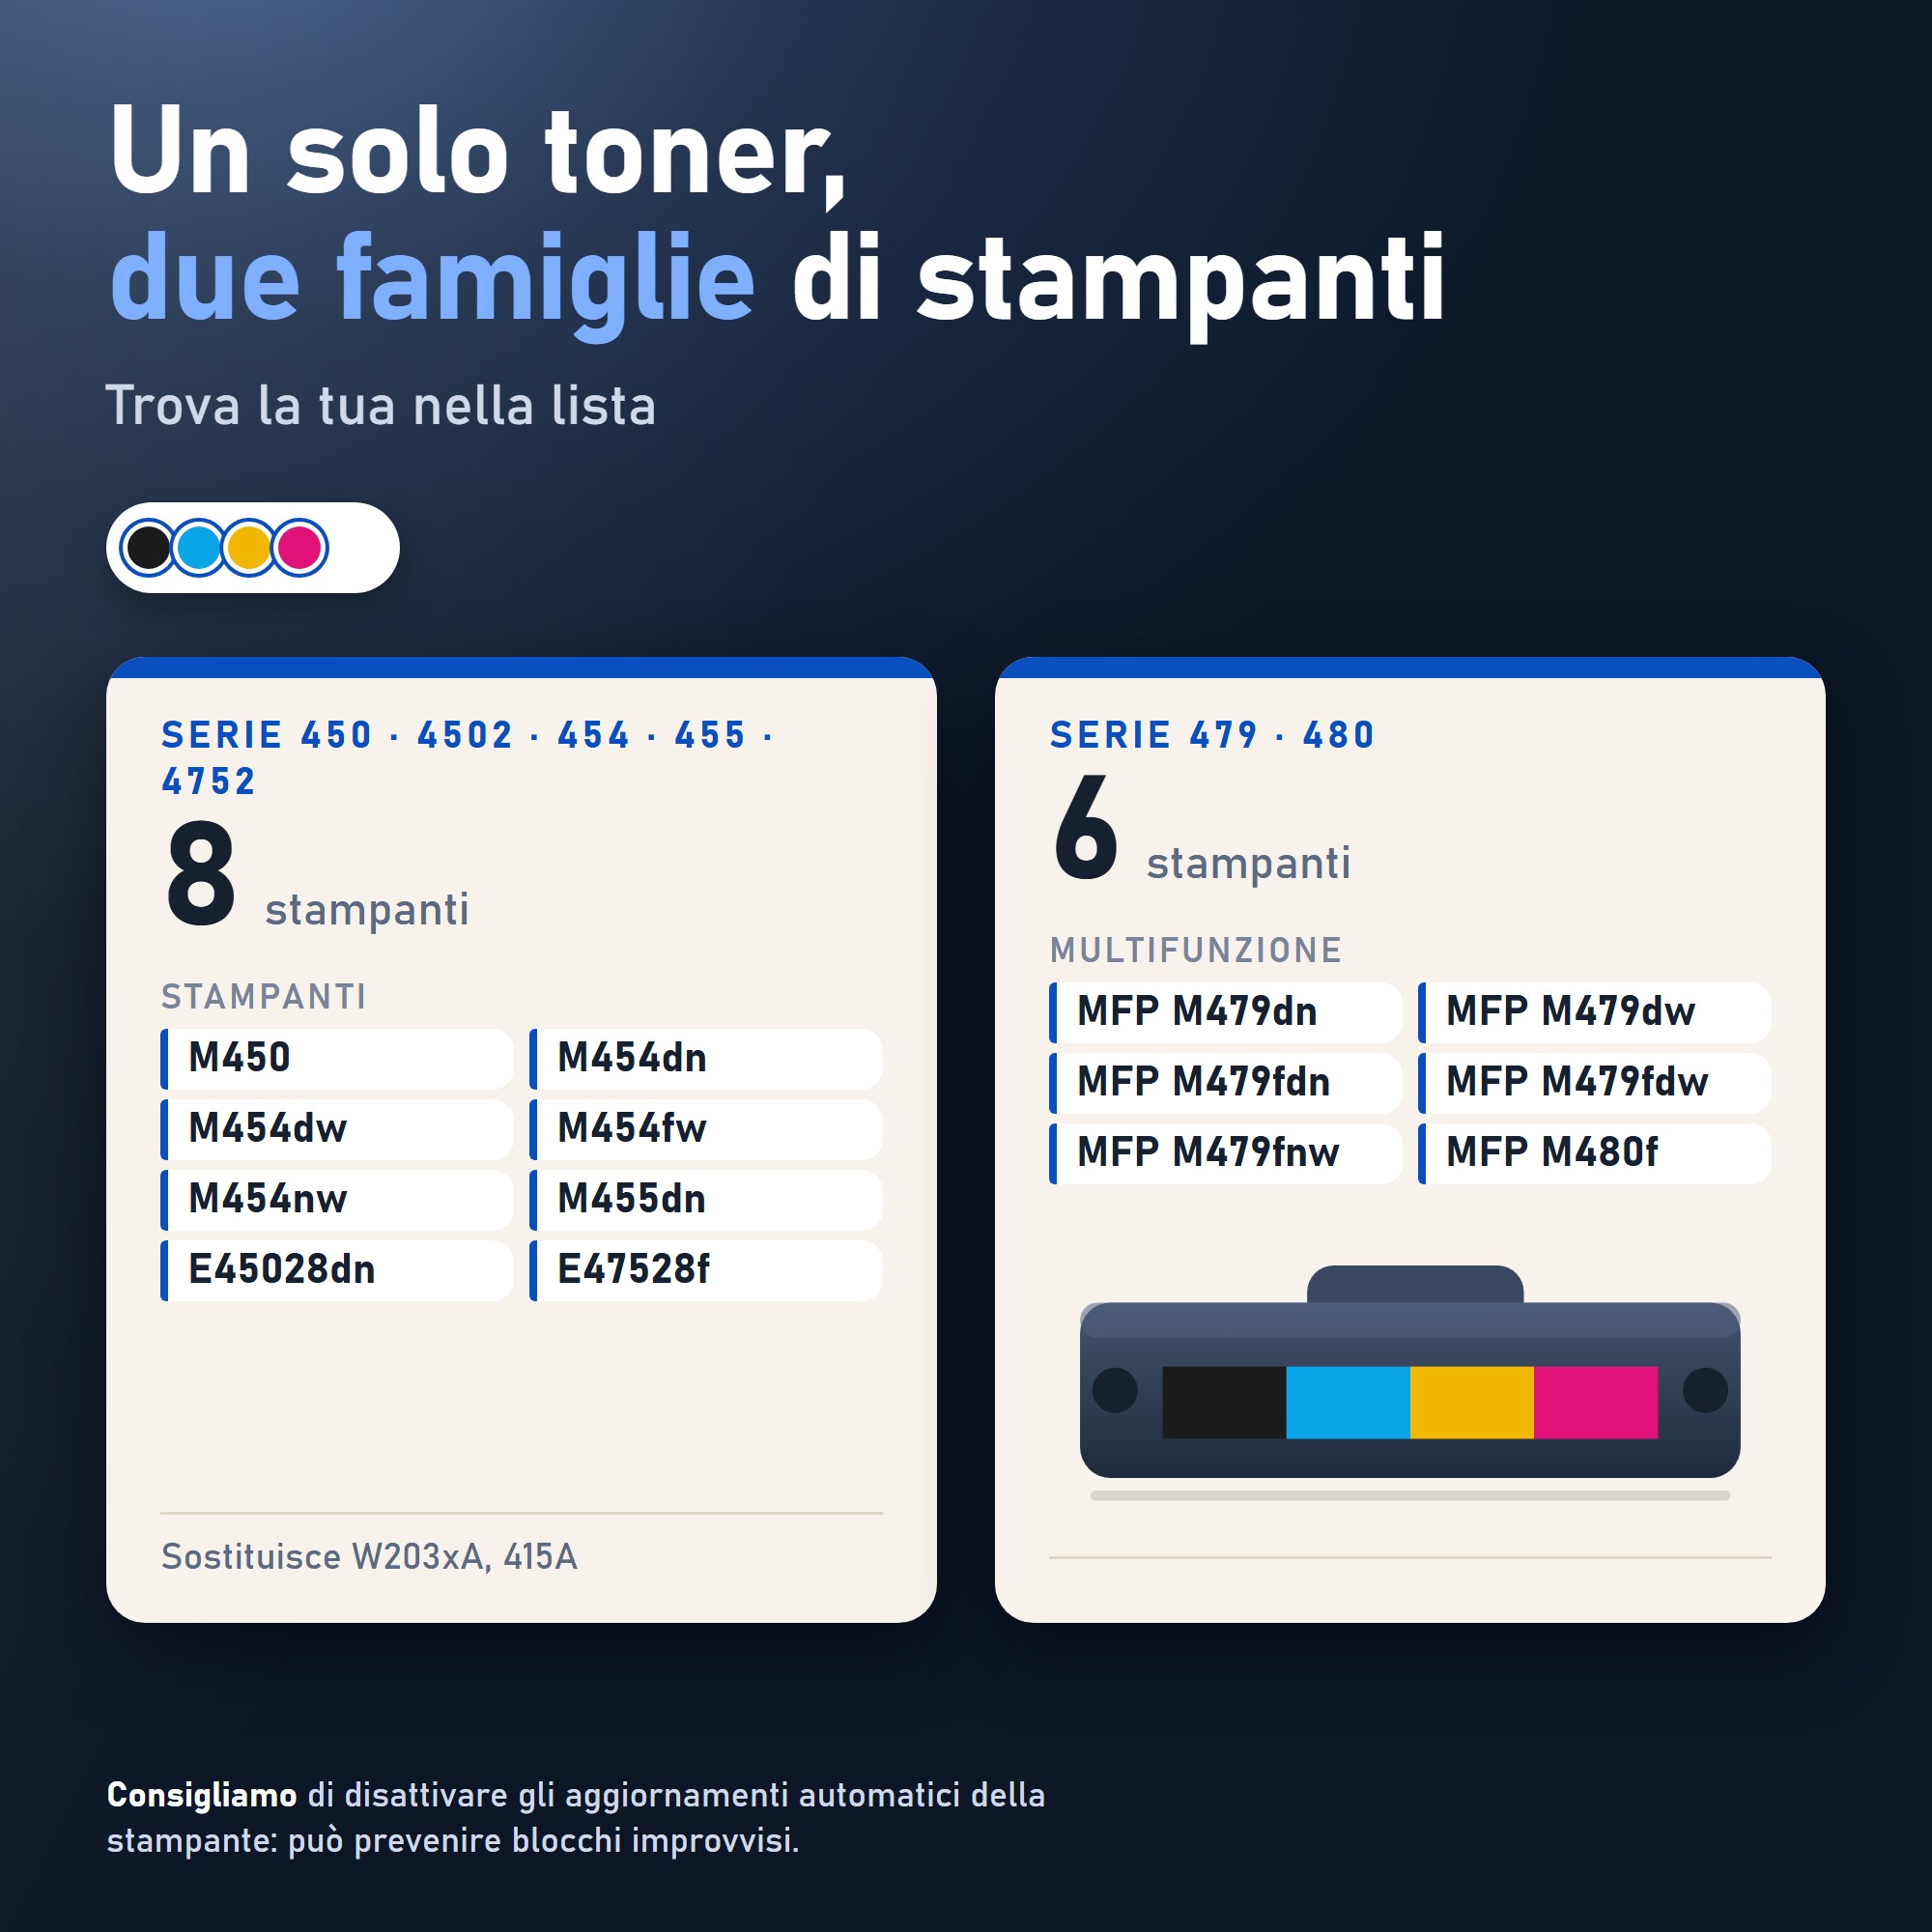 Un solo toner,
due famiglie di stampanti
Trova la tua nella lista
SERIE 450 · 4502 · 454 · 455 ·
4752
8 stampanti
STAMPANTI
M450
M454dn
M454dw
M454fw
M454nw
M455dn
E45028dn
E47528f
Sostituisce W203xA, 415A
SERIE 479 · 480
6 stampanti
MULTIFUNZIONE
MFP M479dn
MFP M479dw
MFP M479fdn
MFP M479fdw
MFP M479fnw
MFP M480f
Consigliamo di disattivare gli aggiornamenti automatici della
stampante: può prevenire blocchi improvvisi.